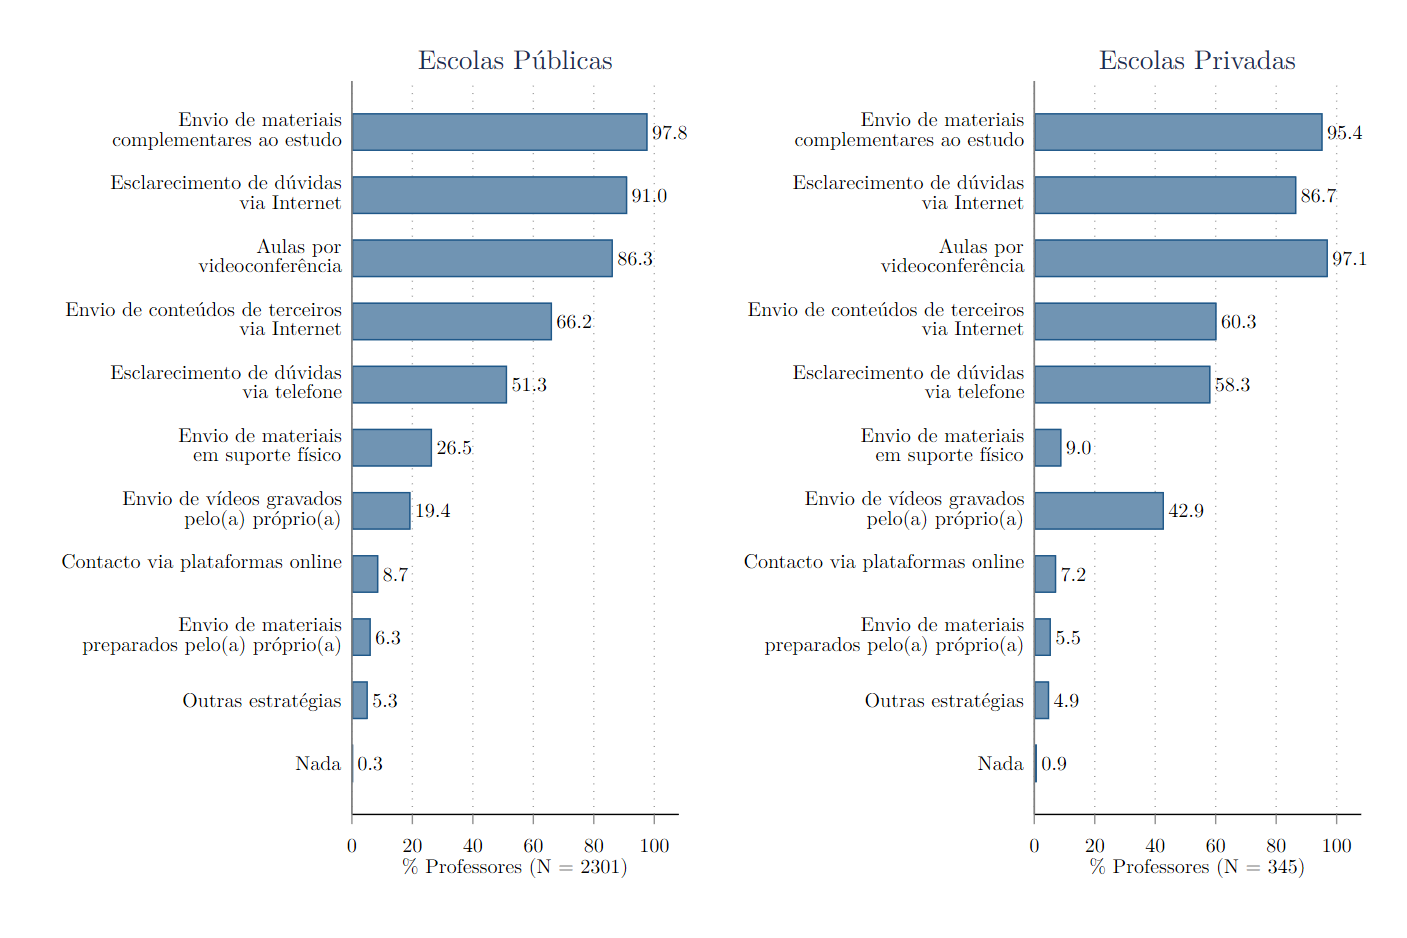 Escolas Públicas
Envio de materiais
complementares ao estudo
97.8
Esclarecimento de dúvidas
via Internet
91.0
Aulas por
videoconferência
86.3
Envio de conteúdos de terceiros
via Internet
66.2
Esclarecimento de dúvidas
via telefone
51.3
Envio de materiais
em suporte físico
26.5
Envio de vídeos gravados
pelo(a) próprio(a)
19.4
Contacto via plataformas online
8.7
Envio de materiais
preparados pelo(a) próprio(a)
6.3
Outras estratégias
5.3
Nada
0.3
0 20 40 60 80 100
% Professores (N = 2301)
Escolas Privadas
Envio de materiais
complementares ao estudo
95.4
Esclarecimento de dúvidas
via Internet
86.7
Aulas por
videoconferência
97.1
Envio de conteúdos de terceiros
via Internet
60.3
Esclarecimento de dúvidas
via telefone
58.3
Envio de materiais
em suporte físico
9.0
Envio de vídeos gravados
pelo(a) próprio(a)
42.9
Contacto via plataformas online
7.2
Envio de materiais
preparados pelo(a) próprio(a)
5.5
Outras estratégias
4.9
Nada
0.9
0 20 40 60 80 100
% Professores (N = 345)